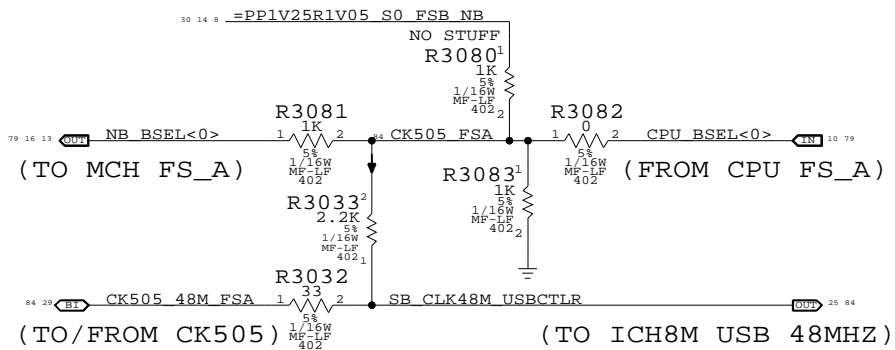 30 14 8 =PP1V25R1V05_S0_FSB_NB
NO STUFF
R3080 1
1K
5%
1/16W
MF-LF
402 2
R3081
1K
79 16 13 OUT NB_BSEL<0> 1 2
5%
1/16W
MF-LF
402
84 CK505_FSA
R3082
0
1 2 CPU_BSEL<0> IN 10 79
5%
1/16W
MF-LF
402
(TO MCH FS_A)
(FROM CPU FS_A)
R3083 1
1K
5%
1/16W
MF-LF
402 2
R3033 2
2.2K
5%
1/16W
MF-LF
402 1
R3032
33
84 29 BI CK505_48M_FSA 1 2 SB_CLK48M_USBCTLR OUT 25 84
5%
1/16W
MF-LF
402
(TO/FROM CK505)
(TO ICH8M USB 48MHZ)